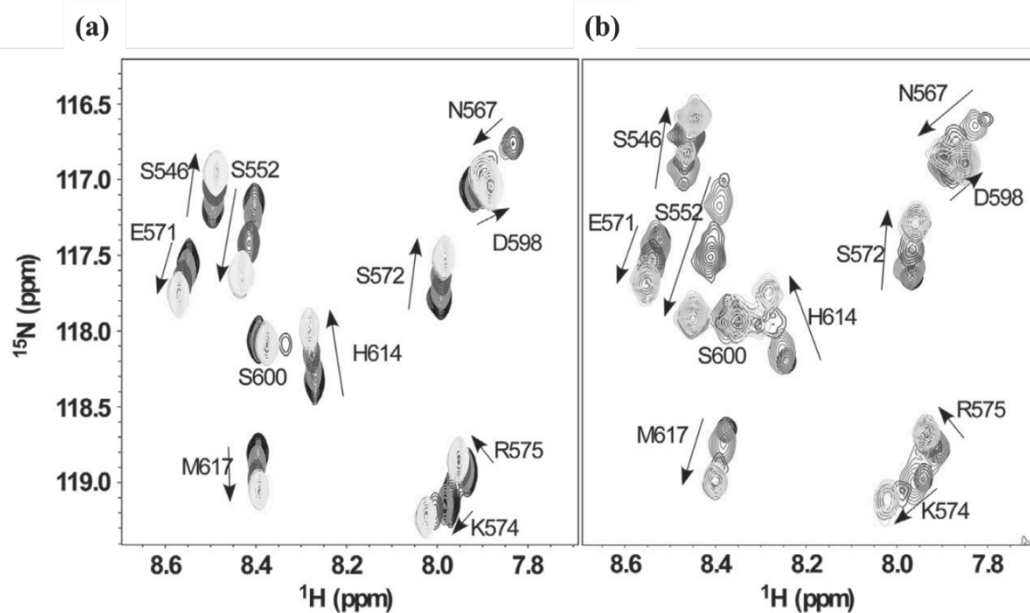 (a)
(b)
116.5
117.0
117.5
118.0
118.5
119.0
¹⁵N (ppm)
N567
S546
S552
E571
D598
S572
H614
S600
M617
R575
K574
8.6
8.4
8.2
8.0
7.8
¹H (ppm)
N567
S546
S552
E571
D598
S572
H614
S600
M617
R575
K574
8.6
8.4
8.2
8.0
7.8
¹H (ppm)